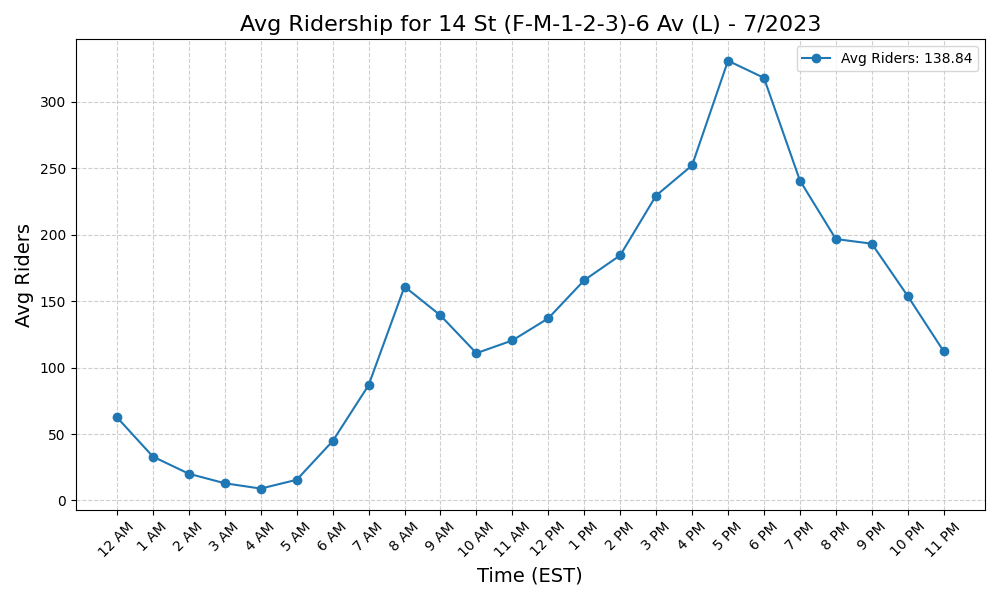 Avg Ridership for 14 St (F-M-1-2-3)-6 Av (L) - 7/2023
Avg Riders: 138.84
Avg Riders
300
250
200
150
100
50
0
12 AM
1 AM
2 AM
3 AM
4 AM
5 AM
6 AM
7 AM
8 AM
9 AM
10 AM
11 AM
12 PM
1 PM
2 PM
3 PM
4 PM
5 PM
6 PM
7 PM
8 PM
9 PM
10 PM
11 PM
Time (EST)